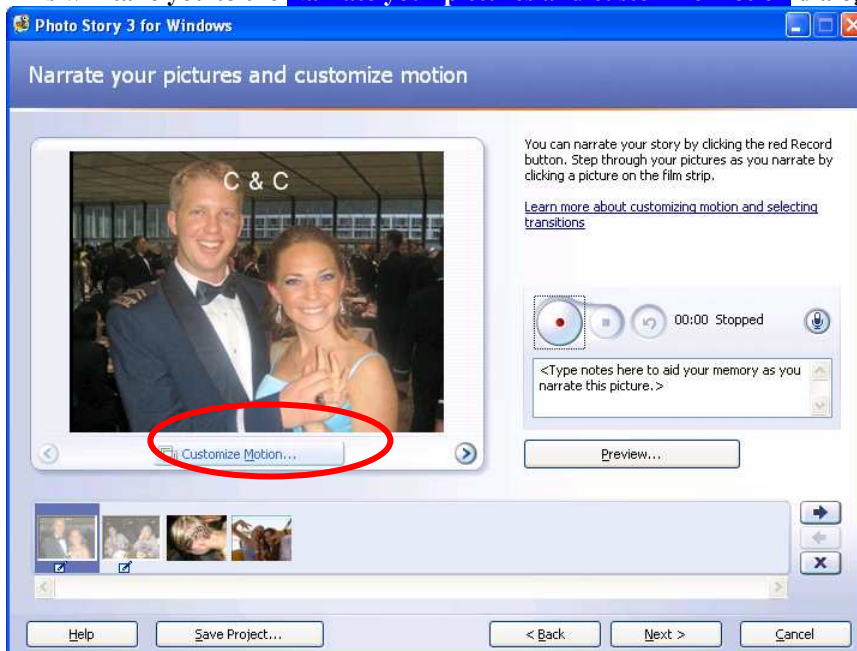 Photo Story 3 for Windows
Narrate your pictures and customize motion
C & C
You can narrate your story by clicking the red Record
button. Step through your pictures as you narrate by
clicking a picture on the film strip.
Learn more about customizing motion and selecting
transitions
00:00 Stopped
<Type notes here to aid your memory as you
narrate this picture.>
Customize Motion...
Preview...
Help
Save Project...
< Back
Next >
Cancel